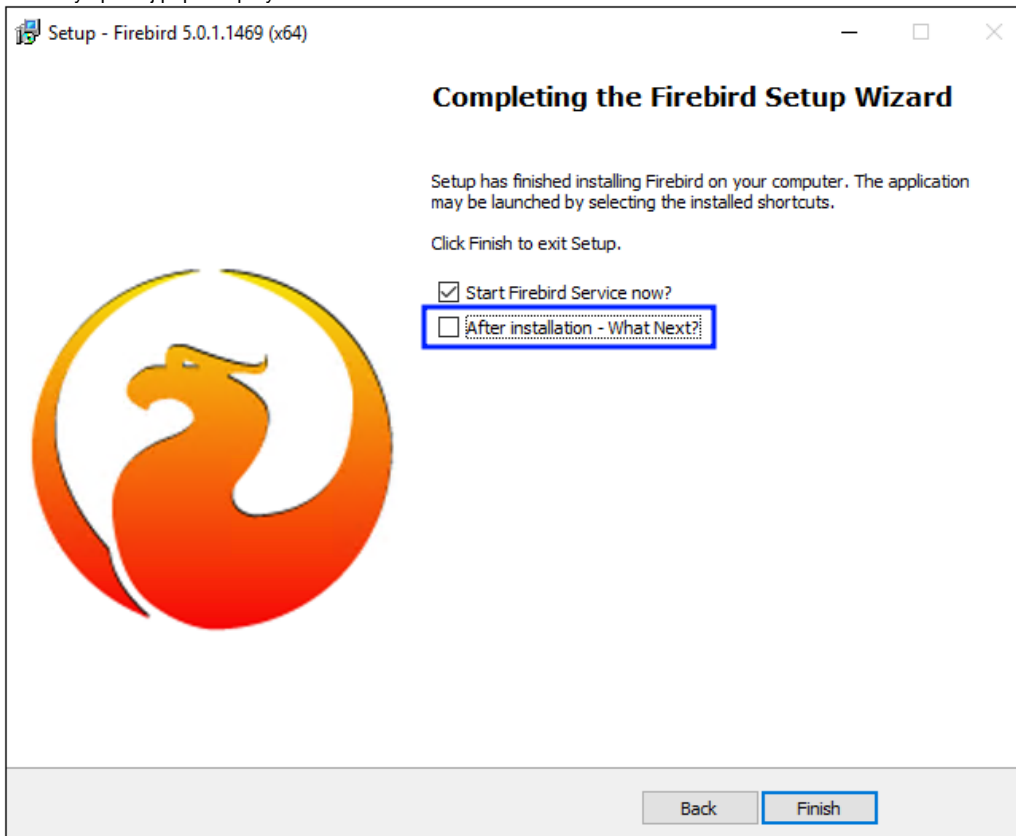 Setup - Firebird 5.0.1.1469 (x64)
Completing the Firebird Setup Wizard
Setup has finished installing Firebird on your computer. The application
may be launched by selecting the installed shortcuts.
Click Finish to exit Setup.
Start Firebird Service now?
After installation - What Next?
Back
Finish